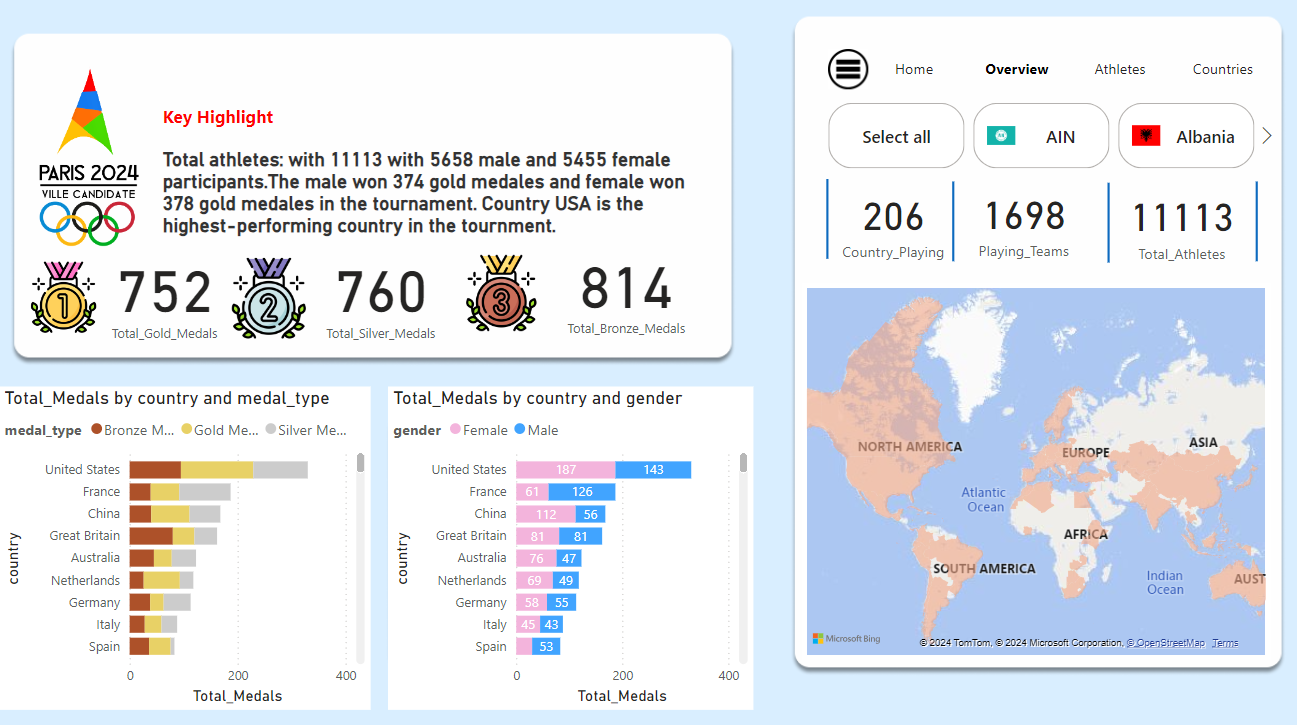 PARIS 2024
VILLE CANDIDATE
Key Highlight
Total athletes: with 11113 with 5658 male and 5455 female
participants.The male won 374 gold medales and female won
378 gold medales in the tournament. Country USA is the
highest-performing country in the tournment.
1
752
Total_Gold_Medals
2
760
Total_Silver_Medals
3
814
Total_Bronze_Medals
Home Overview Athletes Countries
Select all AIN Albania
206 1698 11113
Country_Playing Playing_Teams Total_Athletes
NORTH AMERICA
EUROPE
ASIA
Atlantic
Ocean
AFRICA
SOUTH AMERICA
Indian
Ocean
AUST
Microsoft Bing
© 2024 TomTom, © 2024 Microsoft Corporation, © OpenStreetMap Terms
Total_Medals by country and medal_type
medal_type Bronze M... Gold Me... Silver Me...
country
United States
France
China
Great Britain
Australia
Netherlands
Germany
Italy
Spain
0 200 400
Total_Medals
Total_Medals by country and gender
gender Female Male
country
United States 187 143
France 61 126
China 112 56
Great Britain 81 81
Australia 76 47
Netherlands 69 49
Germany 58 55
Italy 45 43
Spain 53
0 200 400
Total_Medals